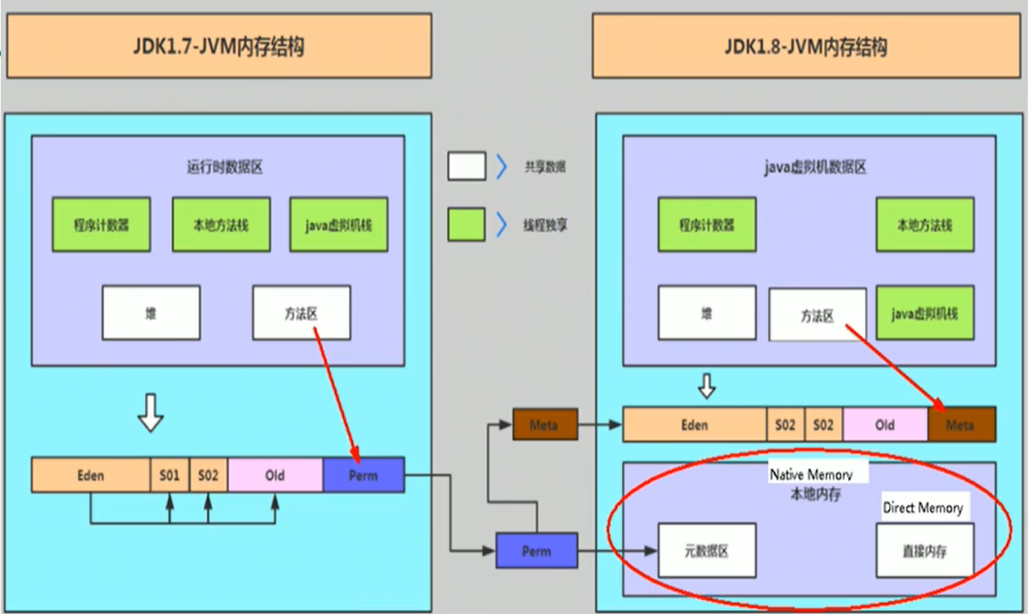 JDK1.7-JVM内存结构
JDK1.8-JVM内存结构
运行时数据区
程序计数器
本地方法栈
java虚拟机栈
堆
方法区
Eden
S01
S02
Old
Perm
共享数据
线程独享
Meta
Perm
java虚拟机数据区
程序计数器
本地方法栈
堆
方法区
java虚拟机栈
Eden
S02
S02
Old
Meta
Native Memory
本地内存
Direct Memory
元数据区
直接内存